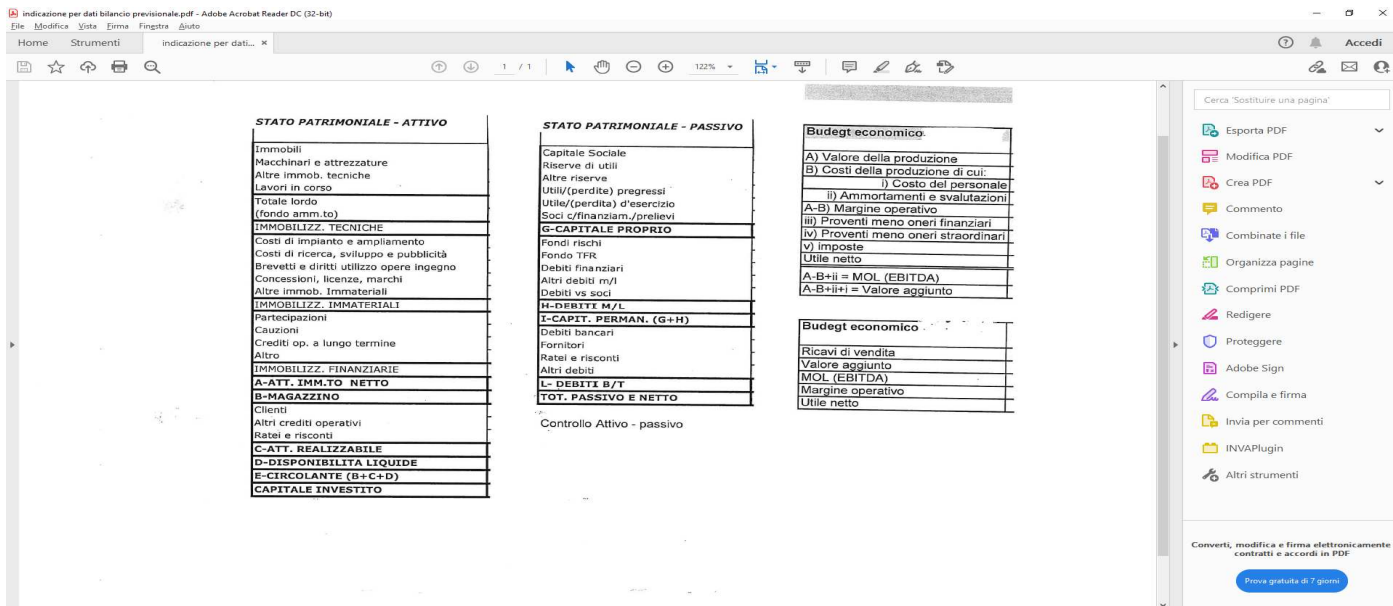 indicazione per dati bilancio previsionale.pdf - Adobe Acrobat Reader DC (32-bit)
File Modifica Vista Firma Finestra Aiuto
Home Strumenti indicazione per dati... × Accedi
1 / 1 122%
STATO PATRIMONIALE - ATTIVO
Immobili
Macchinari e attrezzature
Altre immob. tecniche
Lavori in corso
Totale lordo
(fondo amm.to)
IMMOBILIZZ. TECNICHE
Costi di impianto e ampliamento
Costi di ricerca, sviluppo e pubblicità
Brevetti e diritti utilizzo opere ingegno
Concessioni, licenze, marchi
Altre immob. Immateriali
IMMOBILIZZ. IMMATERIALI
Partecipazioni
Cauzioni
Crediti op. a lungo termine
Altro
IMMOBILIZZ. FINANZIARIE
A-ATT. IMM.TO NETTO
B-MAGAZZINO
Clienti
Altri crediti operativi
Ratei e risconti
C-ATT. REALIZZABILE
D-DISPONIBILITA LIQUIDE
E-CIRCOLANTE (B+C+D)
CAPITALE INVESTITO
STATO PATRIMONIALE - PASSIVO
Capitale Sociale
Riserve di utili
Altre riserve
Utili/(perdite) pregressi
Utile/(perdita) d'esercizio
Soci c/finanziam./prelievi
G-CAPITALE PROPRIO
Fondi rischi
Fondo TFR
Debiti finanziari
Altri debiti m/l
Debiti vs soci
H-DEBITI M/L
I-CAPIT. PERMAN. (G+H)
Debiti bancari
Fornitori
Ratei e risconti
Altri debiti
L- DEBITI B/T
TOT. PASSIVO E NETTO
Controllo Attivo - passivo
Budegt economico
A) Valore della produzione
B) Costi della produzione di cui:
i) Costo del personale
ii) Ammortamenti e svalutazioni
A-B) Margine operativo
iii) Proventi meno oneri finanziari
iv) Proventi meno oneri straordinari
v) imposte
Utile netto
A-B+ii = MOL (EBITDA)
A-B+ii+i = Valore aggiunto
Budegt economico
Ricavi di vendita
Valore aggiunto
MOL (EBITDA)
Margine operativo
Utile netto
Cerca 'Sostituire una pagina'
Esporta PDF
Modifica PDF
Crea PDF
Commento
Combinate i file
Organizza pagine
Comprimi PDF
Redigere
Proteggere
Adobe Sign
Compila e firma
Invia per commenti
INVAPlugin
Altri strumenti
Converti, modifica e firma elettronicamente
contratti e accordi in PDF
Prova gratuita di 7 giorni